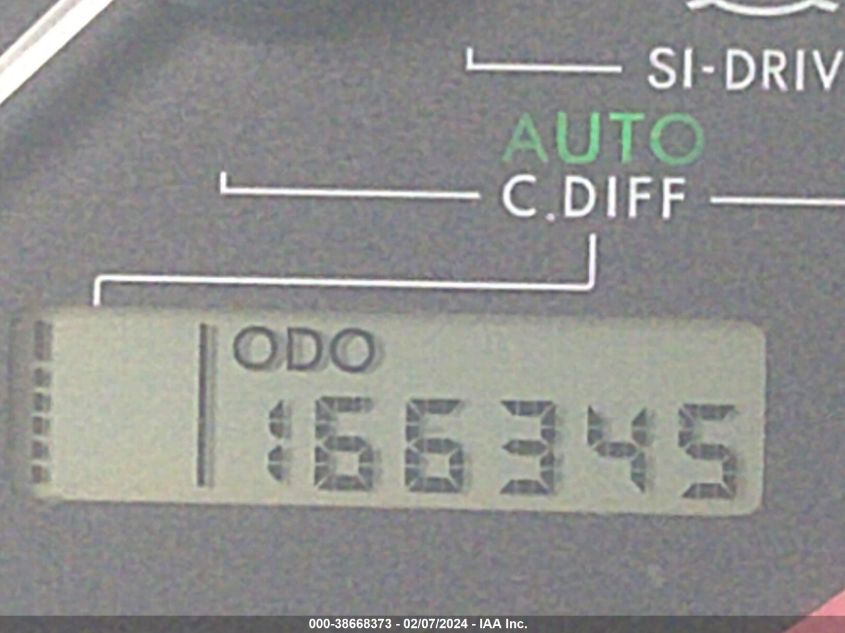 SI-DRIV
AUTO
C.DIFF
ODO
166345
000-38668373 - 02/07/2024 - IAA Inc.